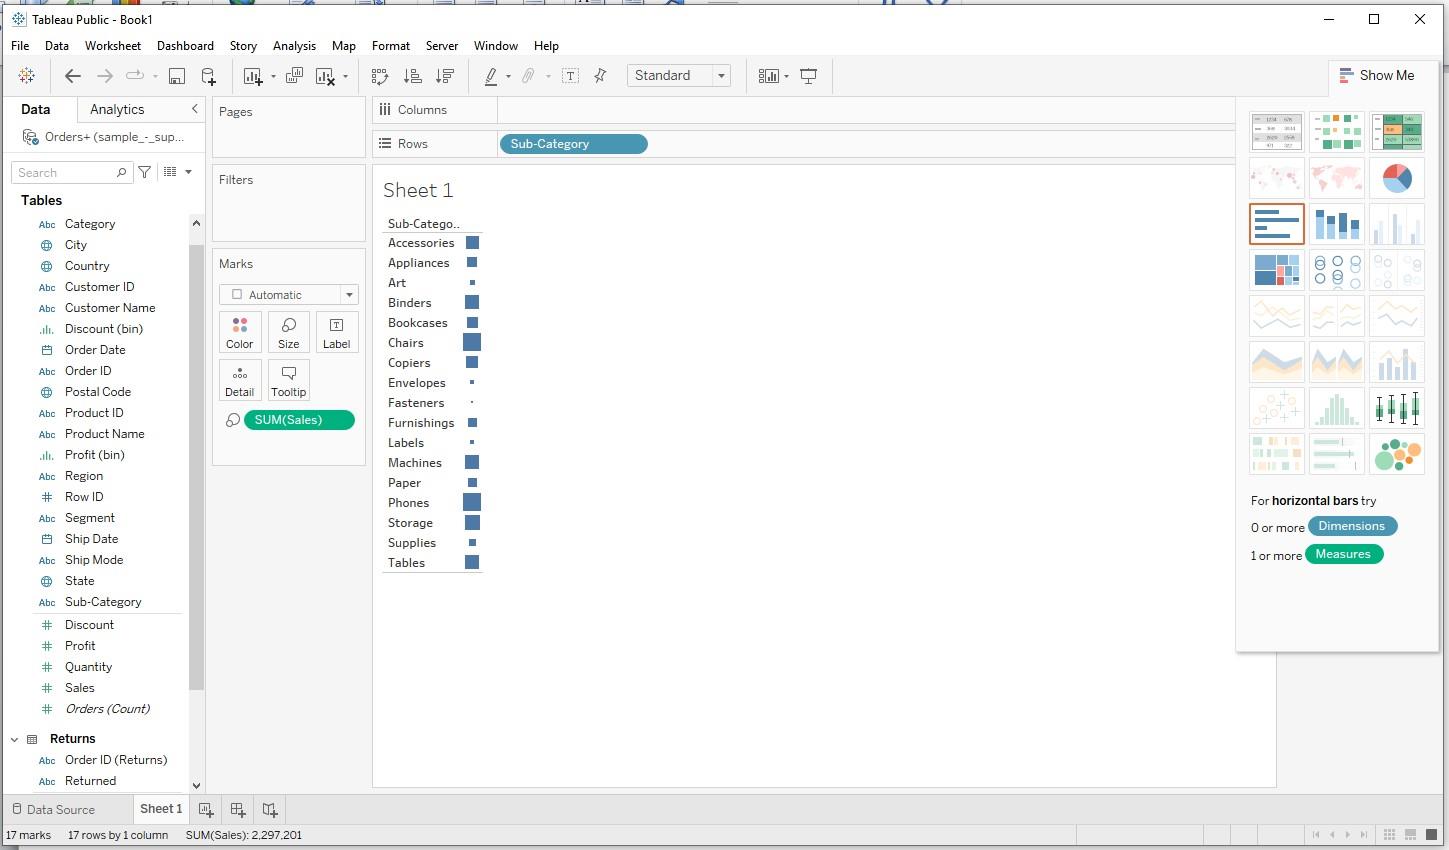 Tableau Public - Book1
File Data Worksheet Dashboard Story Analysis Map Format Server Window Help
Standard
Show Me
Data Analytics
Orders+ (sample_-_sup...
Search
Tables
Abc Category
City
Country
Abc Customer ID
Abc Customer Name
Discount (bin)
Order Date
Abc Order ID
Postal Code
Abc Product ID
Abc Product Name
Profit (bin)
Abc Region
# Row ID
Abc Segment
Ship Date
Abc Ship Mode
State
Abc Sub-Category
# Discount
# Profit
# Quantity
# Sales
# Orders (Count)
Returns
Abc Order ID (Returns)
Abc Returned
Pages
Filters
Marks
Automatic
Color Size T Label
Detail Tooltip
SUM(Sales)
Columns
Rows Sub-Category
Sheet 1
Sub-Catego..
Accessories
Appliances
Art
Binders
Bookcases
Chairs
Copiers
Envelopes
Fasteners
Furnishings
Labels
Machines
Paper
Phones
Storage
Supplies
Tables
For horizontal bars try
0 or more Dimensions
1 or more Measures
Data Source Sheet 1
17 marks 17 rows by 1 column SUM(Sales): 2,297,201